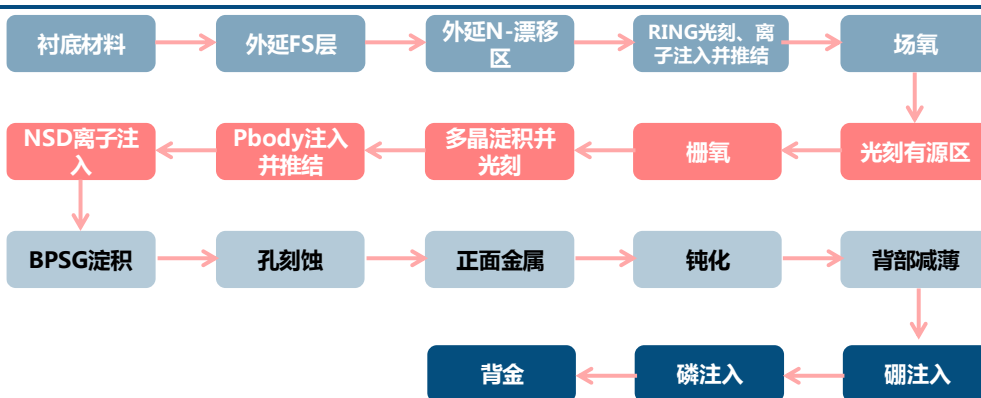 衬底材料
外延FS层
外延N-漂移
区
RING光刻、离
子注入并推结
场氧
NSD离子注
入
Pbody注入
并推结
多晶淀积并
光刻
栅氧
光刻有源区
BPSG淀积
孔刻蚀
正面金属
钝化
背部减薄
背金
磷注入
硼注入